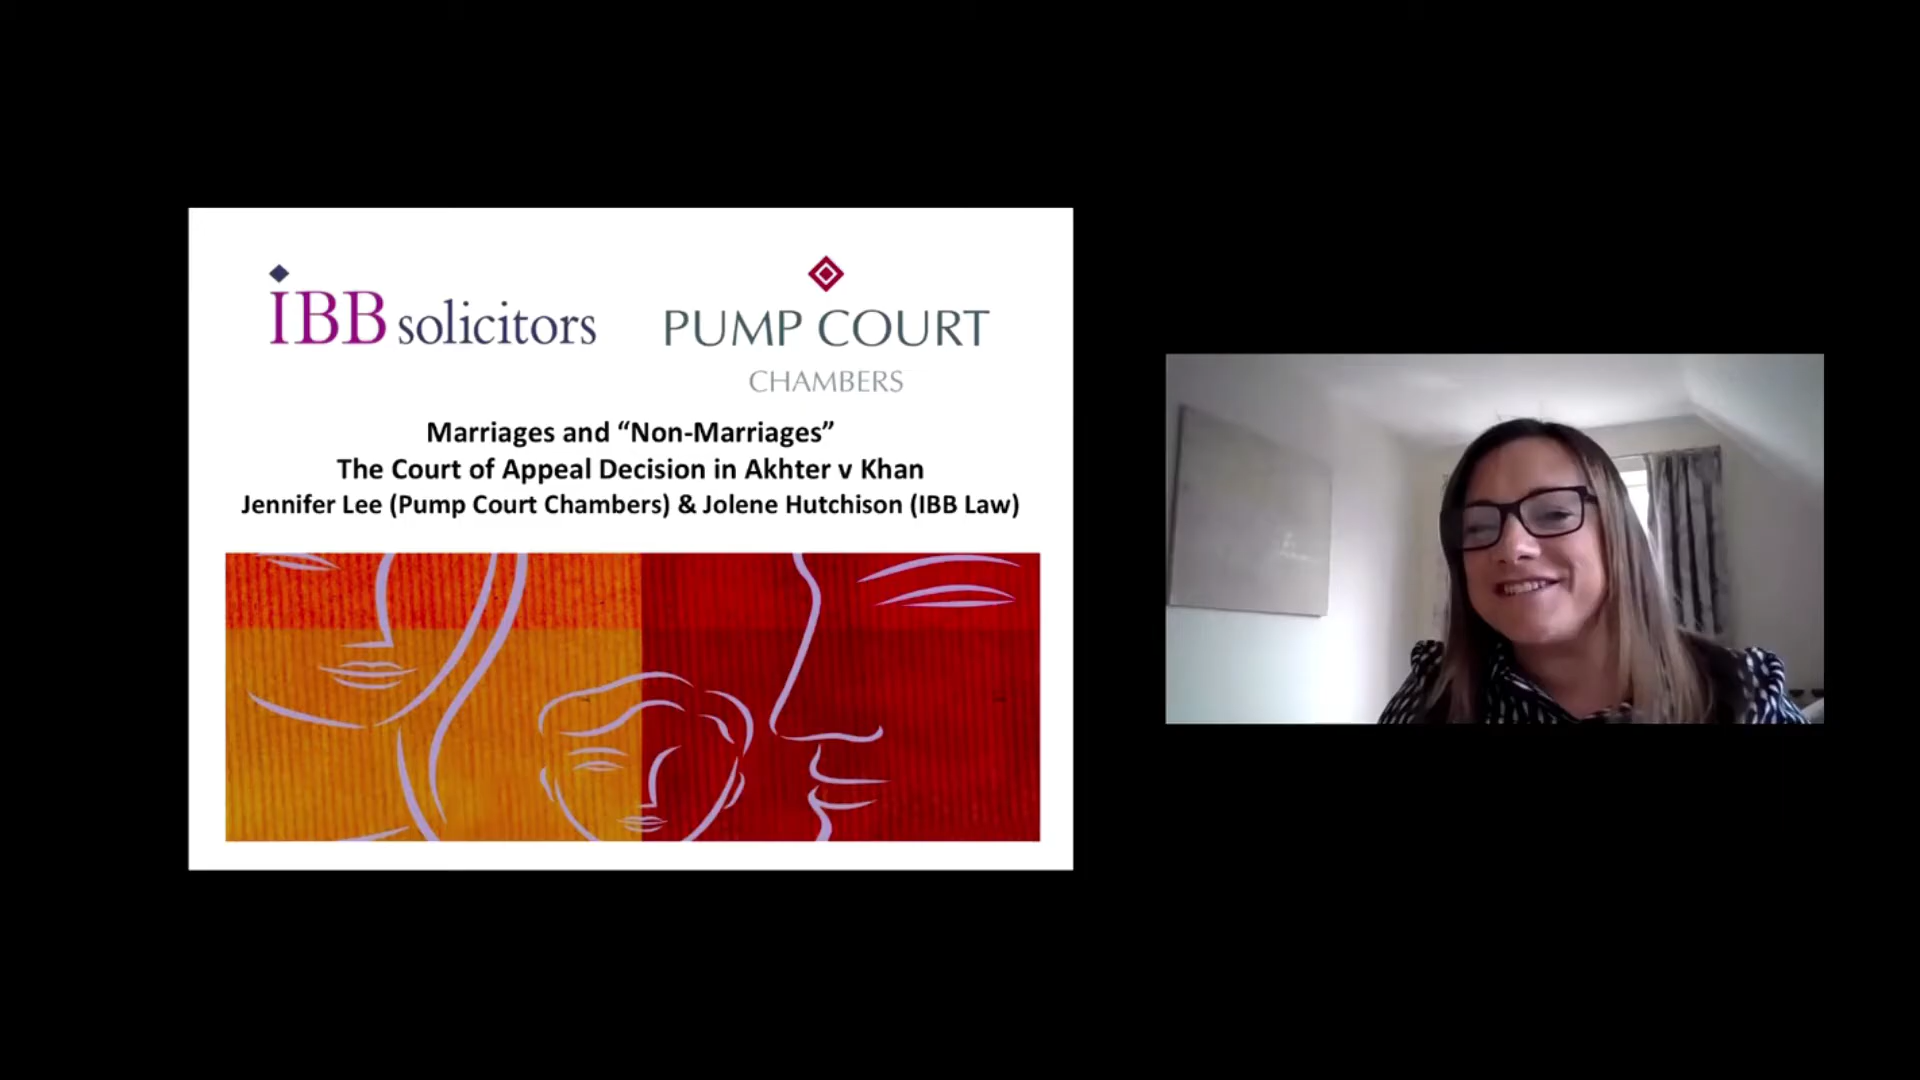 iBB solicitors
PUMP COURT
CHAMBERS
Marriages and “Non-Marriages”
The Court of Appeal Decision in Akhter v Khan
Jennifer Lee (Pump Court Chambers) & Jolene Hutchison (IBB Law)